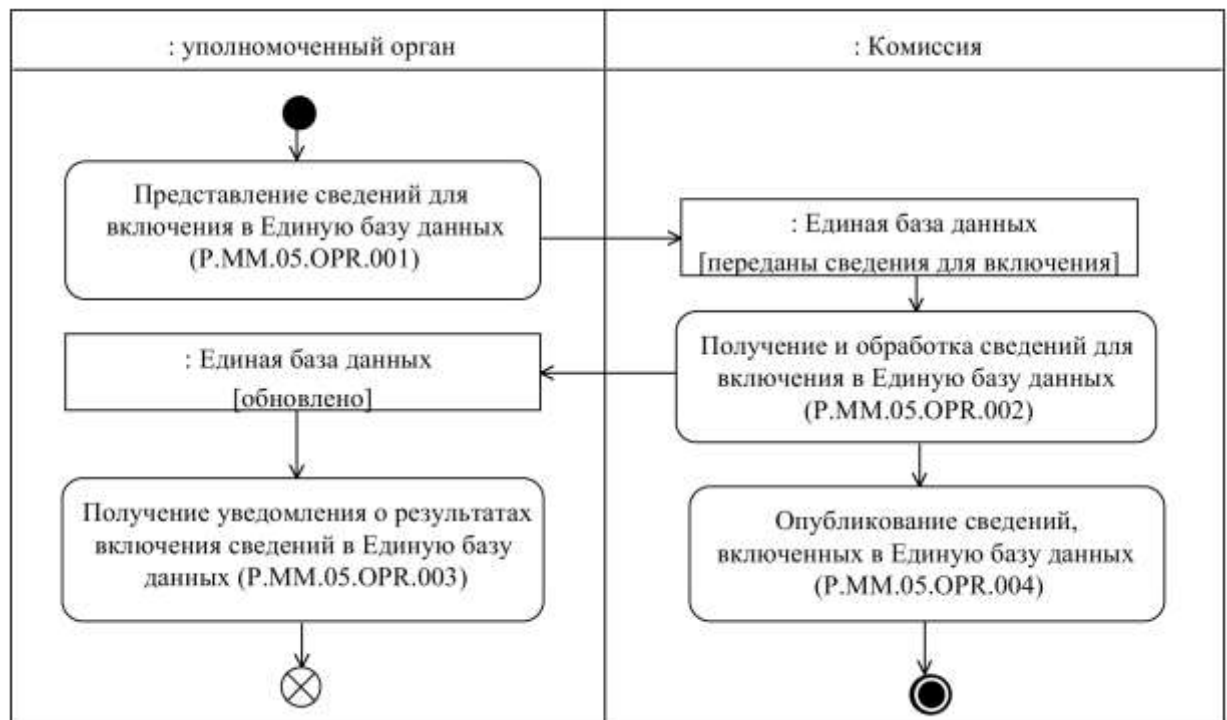 : уполномоченный орган
: Комиссия
Представление сведений для
включения в Единую базу данных
(P.MM.05.OPR.001)
: Единая база данных
[переданы сведения для включения]
Получение и обработка сведений для
включения в Единую базу данных
(P.MM.05.OPR.002)
: Единая база данных
[обновлено]
Получение уведомления о результатах
включения сведений в Единую базу
данных (P.MM.05.OPR.003)
Опубликование сведений,
включенных в Единую базу данных
(P.MM.05.OPR.004)